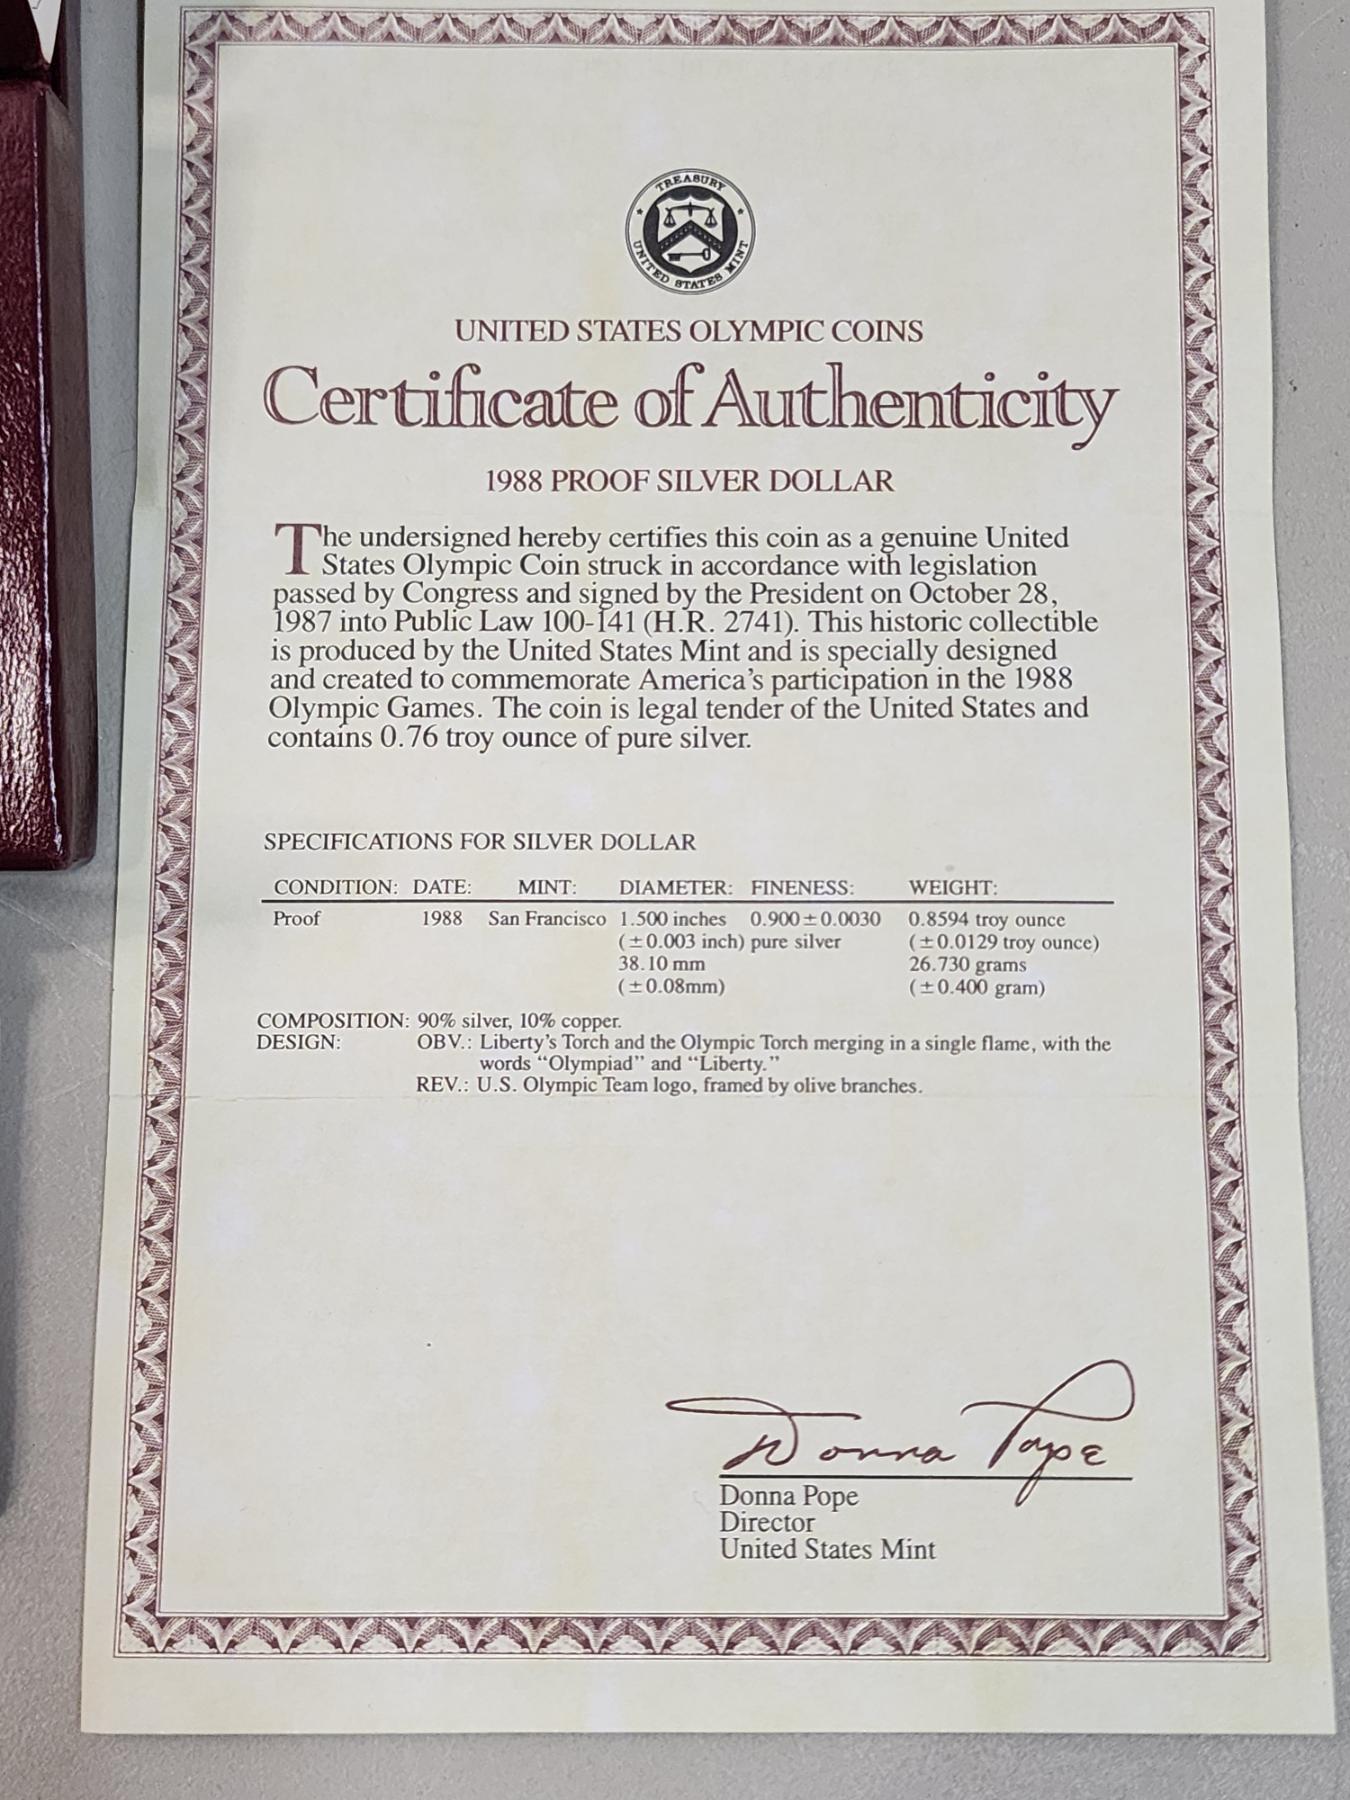 TREASURY
UNITED STATES MINT
UNITED STATES OLYMPIC COINS
Certificate of Authenticity
1988 PROOF SILVER DOLLAR
The undersigned hereby certifies this coin as a genuine United
States Olympic Coin struck in accordance with legislation
passed by Congress and signed by the President on October 28,
1987 into Public Law 100-141 (H.R. 2741). This historic collectible
is produced by the United States Mint and is specially designed
and created to commemorate America's participation in the 1988
Olympic Games. The coin is legal tender of the United States and
contains 0.76 troy ounce of pure silver.
SPECIFICATIONS FOR SILVER DOLLAR
CONDITION: DATE: MINT: DIAMETER: FINENESS: WEIGHT:
Proof 1988 San Francisco 1.500 inches 0.900±0.0030 0.8594 troy ounce
(±0.003 inch) pure silver (±0.0129 troy ounce)
38.10 mm 26.730 grams
(±0.08mm) (±0.400 gram)
COMPOSITION: 90% silver, 10% copper.
DESIGN: OBV.: Liberty's Torch and the Olympic Torch merging in a single flame, with the
words "Olympiad" and "Liberty."
REV.: U.S. Olympic Team logo, framed by olive branches.
Donna Pope
Donna Pope
Director
United States Mint